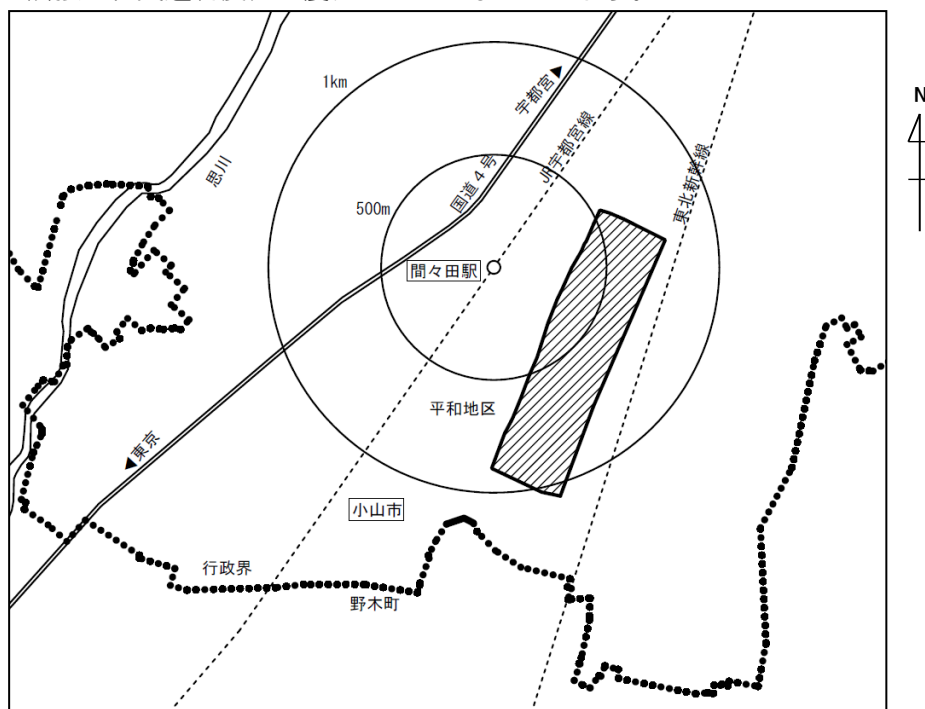 1km
宇都宮▲
JR宇都宮線
N
思川
国道4号
500m
東北新幹線
間々田駅
平和地区
▲東京
小山市
行政界
野木町